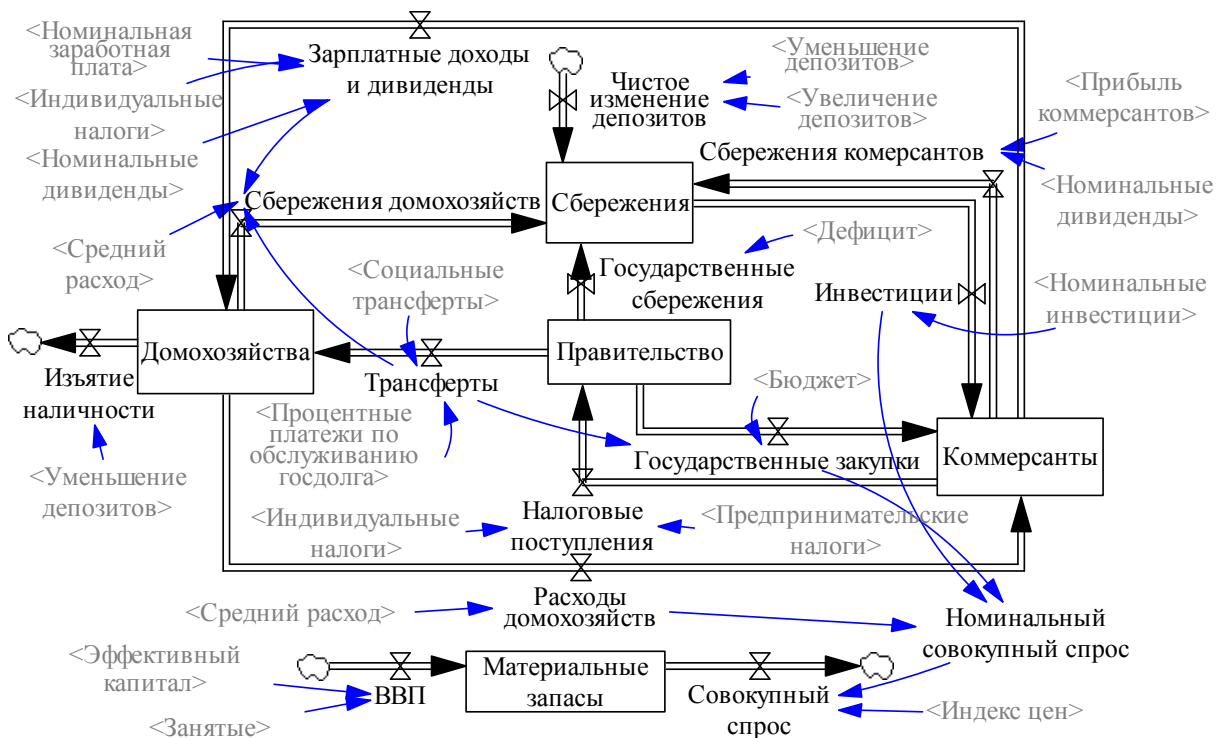 <Номинальная
заработная
плата>
Зарплатные доходы
и дивиденды
<Уменьшение
депозитов>
Чистое
изменение
депозитов
<Увеличение
депозитов>
<Прибыль
коммерсантов>
<Индивидуальные
налоги>
<Номинальные
дивиденды>
Сбережения комерсантов
Сбережения домохозяйств
Сбережения
<Номинальные
дивиденды>
<Средний
расход>
<Социальные
трансферты>
Государственные
сбережения
<Дефицит>
Инвестиции
<Номинальные
инвестиции>
Домохозяйства
Правительство
Изъятие
наличности
Трансферты
<Бюджет>
<Процентные
платежи по
обслуживанию
госдолга>
Государственные закупки
Коммерсанты
<Уменьшение
депозитов>
<Индивидуальные
налоги>
Налоговые
поступления
<Предпринимательские
налоги>
<Средний расход>
Расходы
домохозяйств
Номинальный
совокупный спрос
<Эффективный
капитал>
ВВП
Материальные
запасы
Совокупный
спрос
<Занятые>
<Индекс цен>